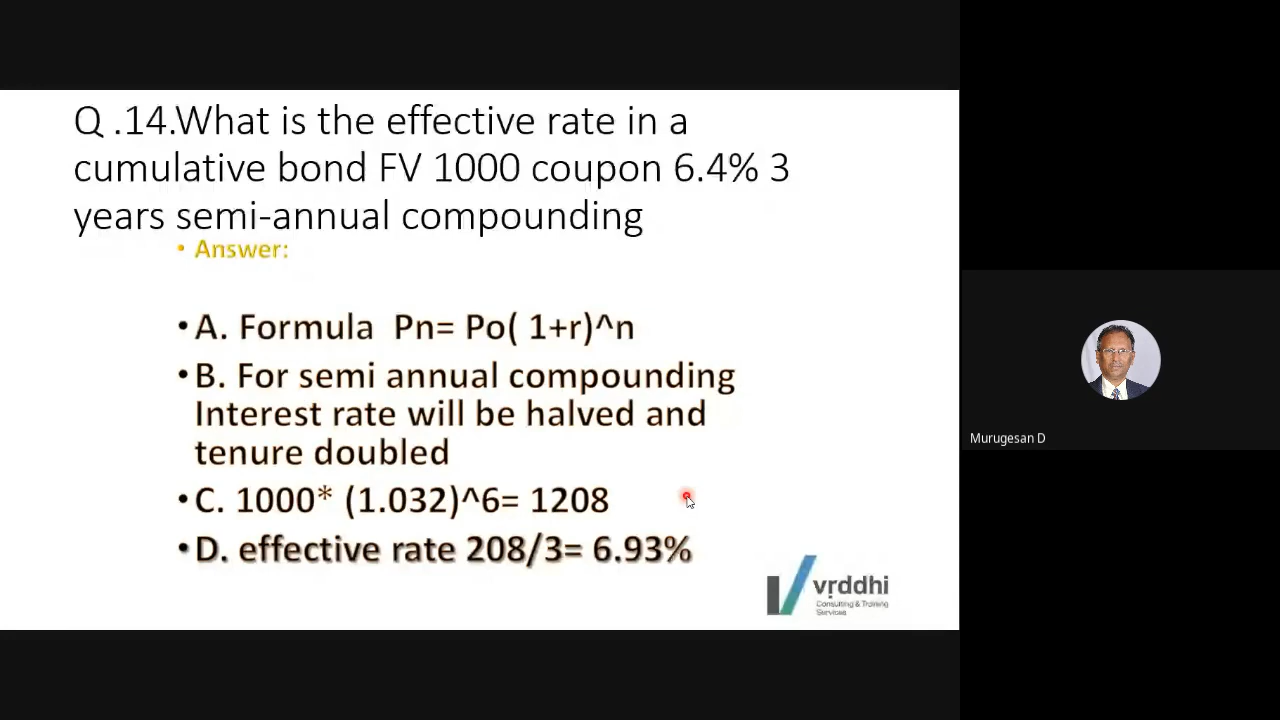 Q .14.What is the effective rate in a
cumulative bond FV 1000 coupon 6.4% 3
years semi-annual compounding
• Answer:
• A. Formula Pn= Po( 1+r)^n
• B. For semi annual compounding
Interest rate will be halved and
tenure doubled
• C. 1000* (1.032)^6= 1208
• D. effective rate 208/3= 6.93%
vṛddhi
Consulting & Training
Services
Murugesan D